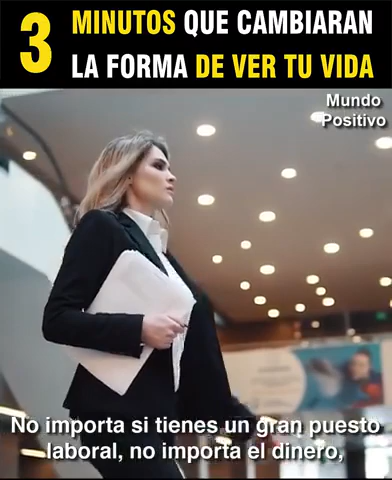 3 MINUTOS QUE CAMBIARAN
LA FORMA DE VER TU VIDA
Mundo
Positivo
No importa si tienes un gran puesto
laboral, no importa el dinero,